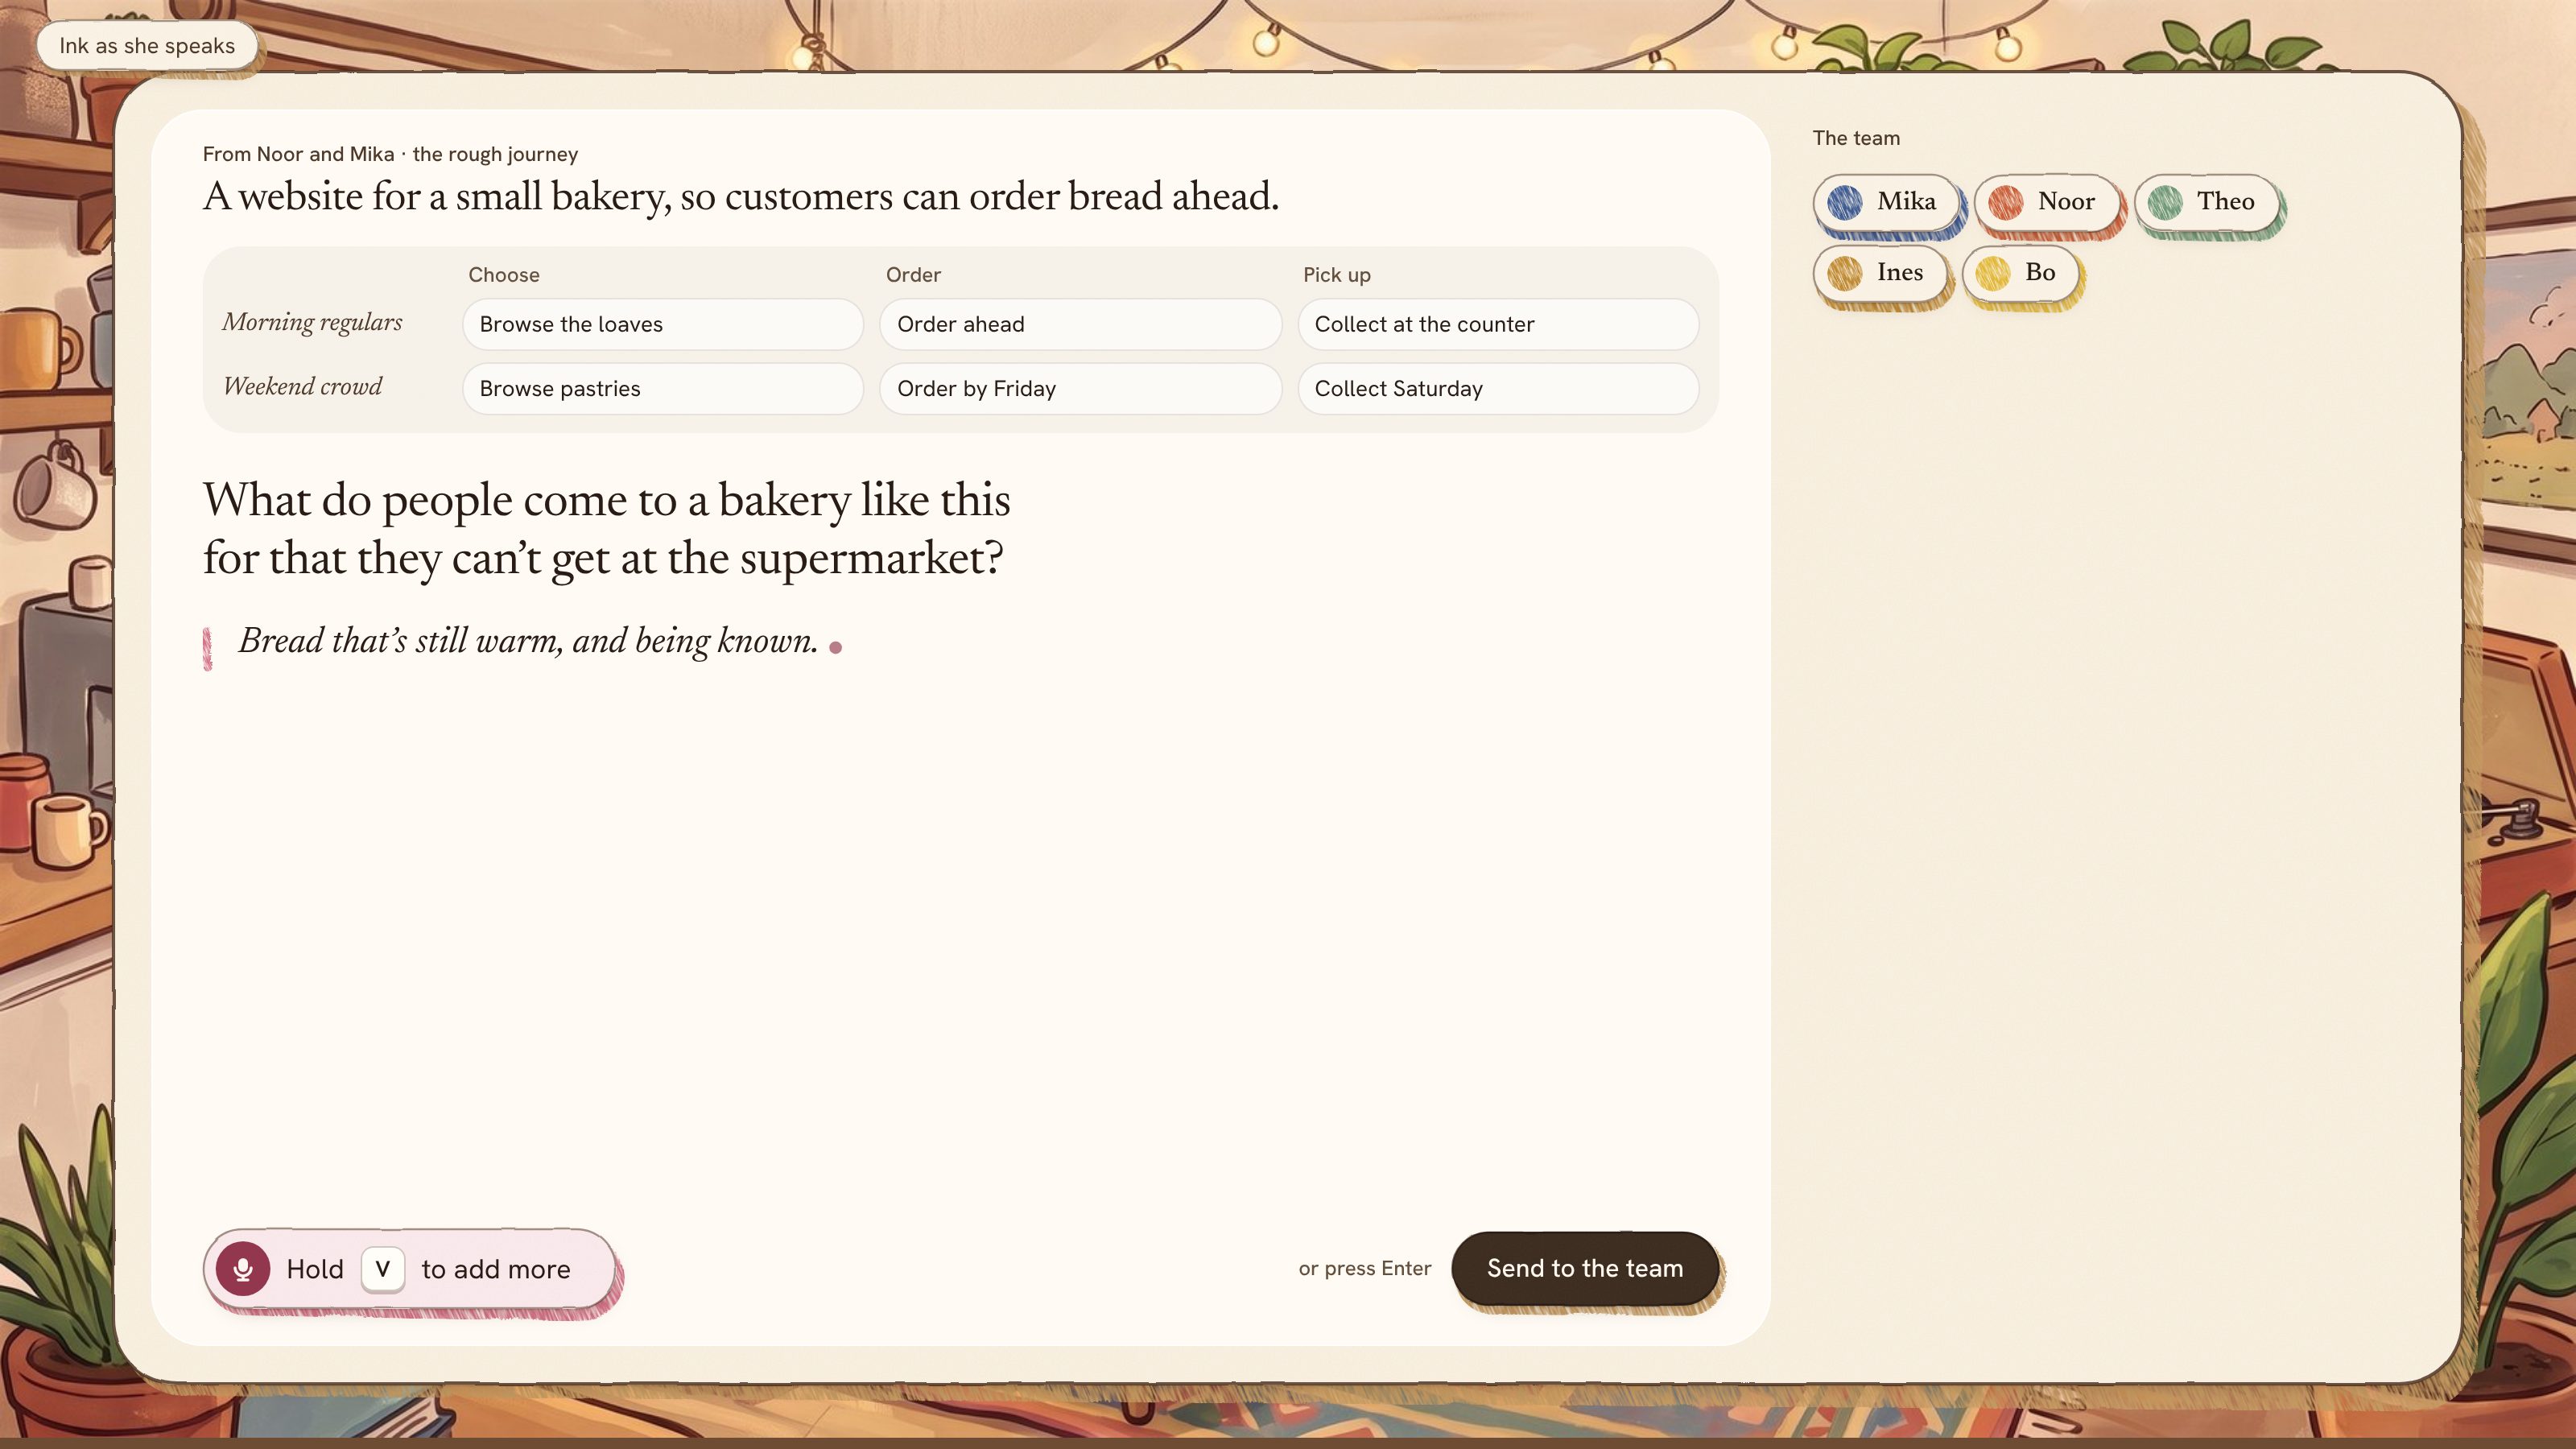 Ink as she speaks
From Noor and Mika · the rough journey
A website for a small bakery, so customers can order bread ahead.
Choose Order Pick up
Morning regulars Browse the loaves Order ahead Collect at the counter
Weekend crowd Browse pastries Order by Friday Collect Saturday
What do people come to a bakery like this
for that they can’t get at the supermarket?
Bread that’s still warm, and being known.
Hold V to add more
or press Enter Send to the team
The team
Mika Noor Theo
Ines Bo